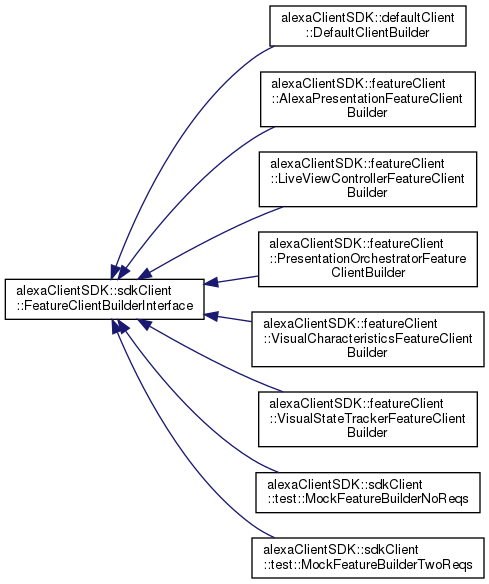 alexaClientSDK::defaultClient
::DefaultClientBuilder
alexaClientSDK::featureClient
::AlexaPresentationFeatureClient
Builder
alexaClientSDK::featureClient
::LiveViewControllerFeatureClient
Builder
alexaClientSDK::featureClient
::PresentationOrchestratorFeature
ClientBuilder
alexaClientSDK::sdkClient
::FeatureClientBuilderInterface
alexaClientSDK::featureClient
::VisualCharacteristicsFeatureClient
Builder
alexaClientSDK::featureClient
::VisualStateTrackerFeatureClient
Builder
alexaClientSDK::sdkClient
::test::MockFeatureBuilderNoReqs
alexaClientSDK::sdkClient
::test::MockFeatureBuilderTwoReqs